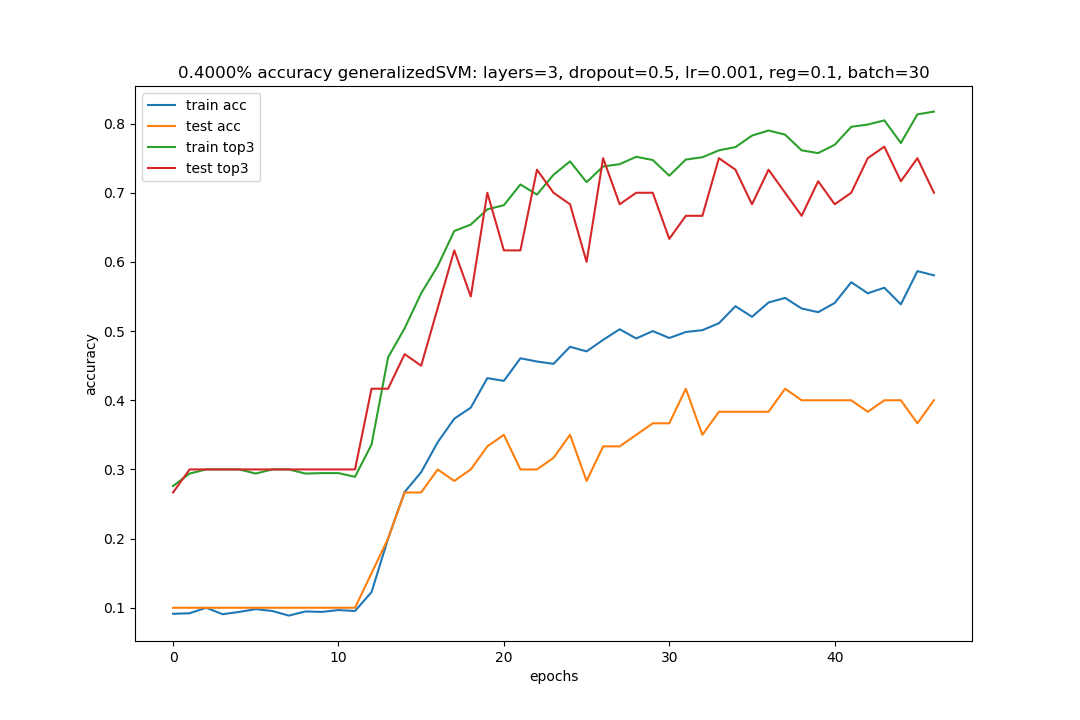 0.4000% accuracy generalizedSVM: layers=3, dropout=0.5, lr=0.001, reg=0.1, batch=30
train acc
test acc
train top3
test top3
accuracy
0.8
0.7
0.6
0.5
0.4
0.3
0.2
0.1
0 10 20 30 40
epochs